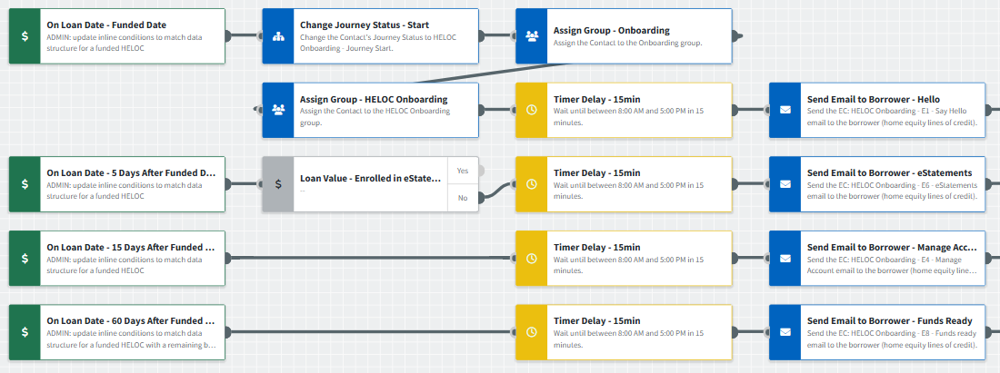 On Loan Date - Funded Date
ADMIN: update inline conditions to match data
structure for a funded HELOC
Change Journey Status - Start
Change the Contact's Journey Status to HELOC
Onboarding - Journey Start.
Assign Group - Onboarding
Assign the Contact to the Onboarding group.
Assign Group - HELOC Onboarding
Assign the Contact to the HELOC Onboarding
group.
Timer Delay - 15min
Wait until between 8:00 AM and 5:00 PM in 15
minutes.
Send Email to Borrower - Hello
Send the EC: HELOC Onboarding - E1 - Say Hello
email to the borrower (home equity lines of credit).
On Loan Date - 5 Days After Funded D...
ADMIN: update inline conditions to match data
structure for a funded HELOC
Loan Value - Enrolled in eState...
--
Yes
No
Timer Delay - 15min
Wait until between 8:00 AM and 5:00 PM in 15
minutes.
Send Email to Borrower - eStatements
Send the EC: HELOC Onboarding - E6 - eStatements
email to the borrower (home equity lines of credit).
On Loan Date - 15 Days After Funded ...
ADMIN: update inline conditions to match data
structure for a funded HELOC
Timer Delay - 15min
Wait until between 8:00 AM and 5:00 PM in 15
minutes.
Send Email to Borrower - Manage Acc...
Send the EC: HELOC Onboarding - E4 - Manage
Account email to the borrower (home equity line...
On Loan Date - 60 Days After Funded ...
ADMIN: update inline conditions to match data
structure for a funded HELOC with a remaining b...
Timer Delay - 15min
Wait until between 8:00 AM and 5:00 PM in 15
minutes.
Send Email to Borrower - Funds Ready
Send the EC: HELOC Onboarding - E8 - Funds ready
email to the borrower (home equity lines of credit).